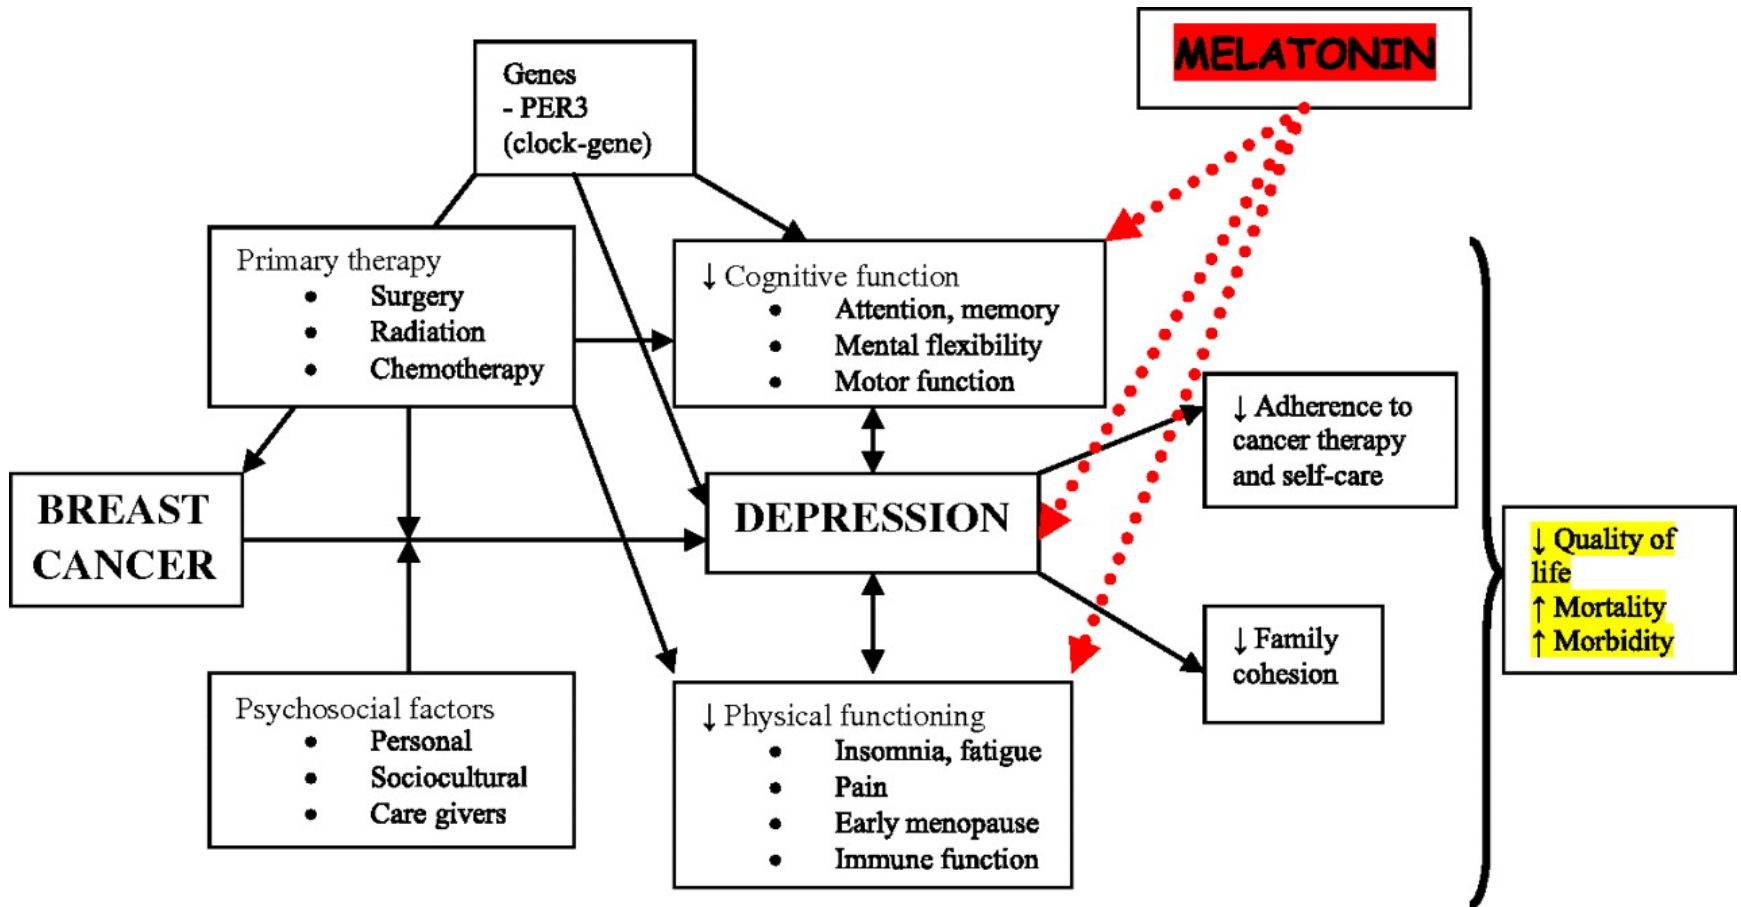 MELATONIN
Genes
- PER3
(clock-gene)
Primary therapy
• Surgery
• Radiation
• Chemotherapy
↓ Cognitive function
• Attention, memory
• Mental flexibility
• Motor function
BREAST
CANCER
DEPRESSION
↓ Adherence to
cancer therapy
and self-care
↓ Quality of
life
↑ Mortality
↑ Morbidity
↓ Family
cohesion
Psychosocial factors
• Personal
• Sociocultural
• Care givers
↓ Physical functioning
• Insomnia, fatigue
• Pain
• Early menopause
• Immune function